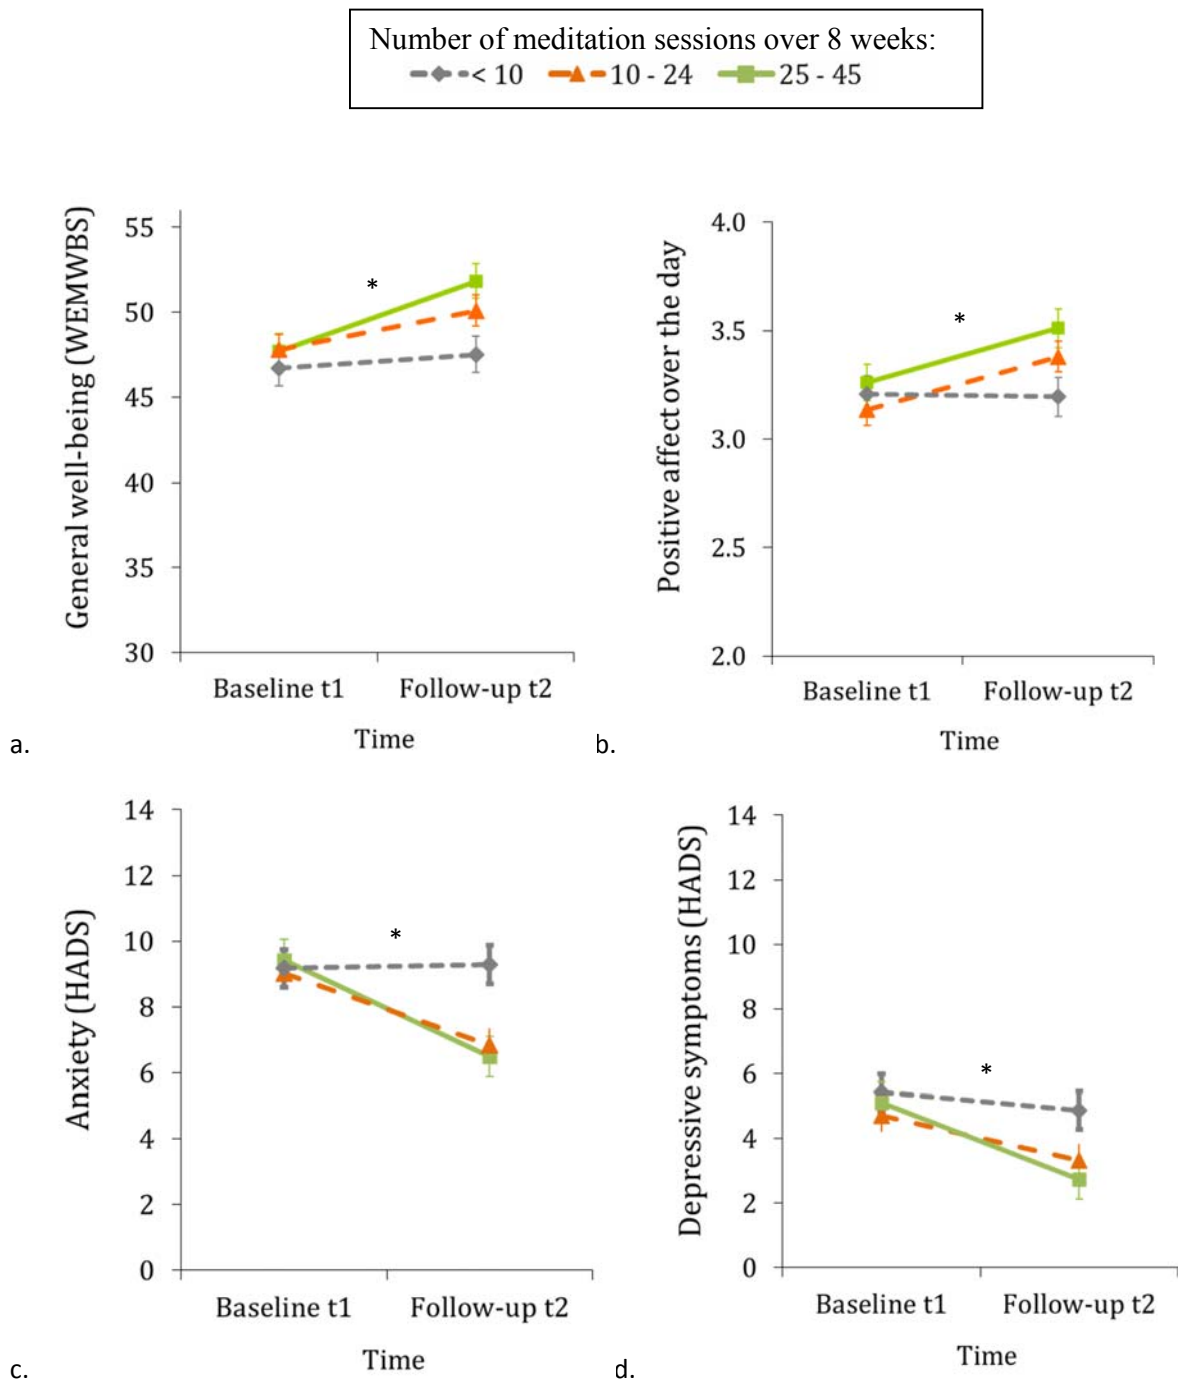 Number of meditation sessions over 8 weeks:
< 10 10 - 24 25 - 45
General well-being (WEMWBS)
55
50
45
40
35
30
*
Baseline t1 Follow-up t2
Time
a.
Positive affect over the day
4.0
3.5
3.0
2.5
2.0
*
Baseline t1 Follow-up t2
Time
b.
Anxiety (HADS)
14
12
10
8
6
4
2
0
*
Baseline t1 Follow-up t2
Time
c.
Depressive symptoms (HADS)
14
12
10
8
6
4
2
0
*
Baseline t1 Follow-up t2
Time
d.